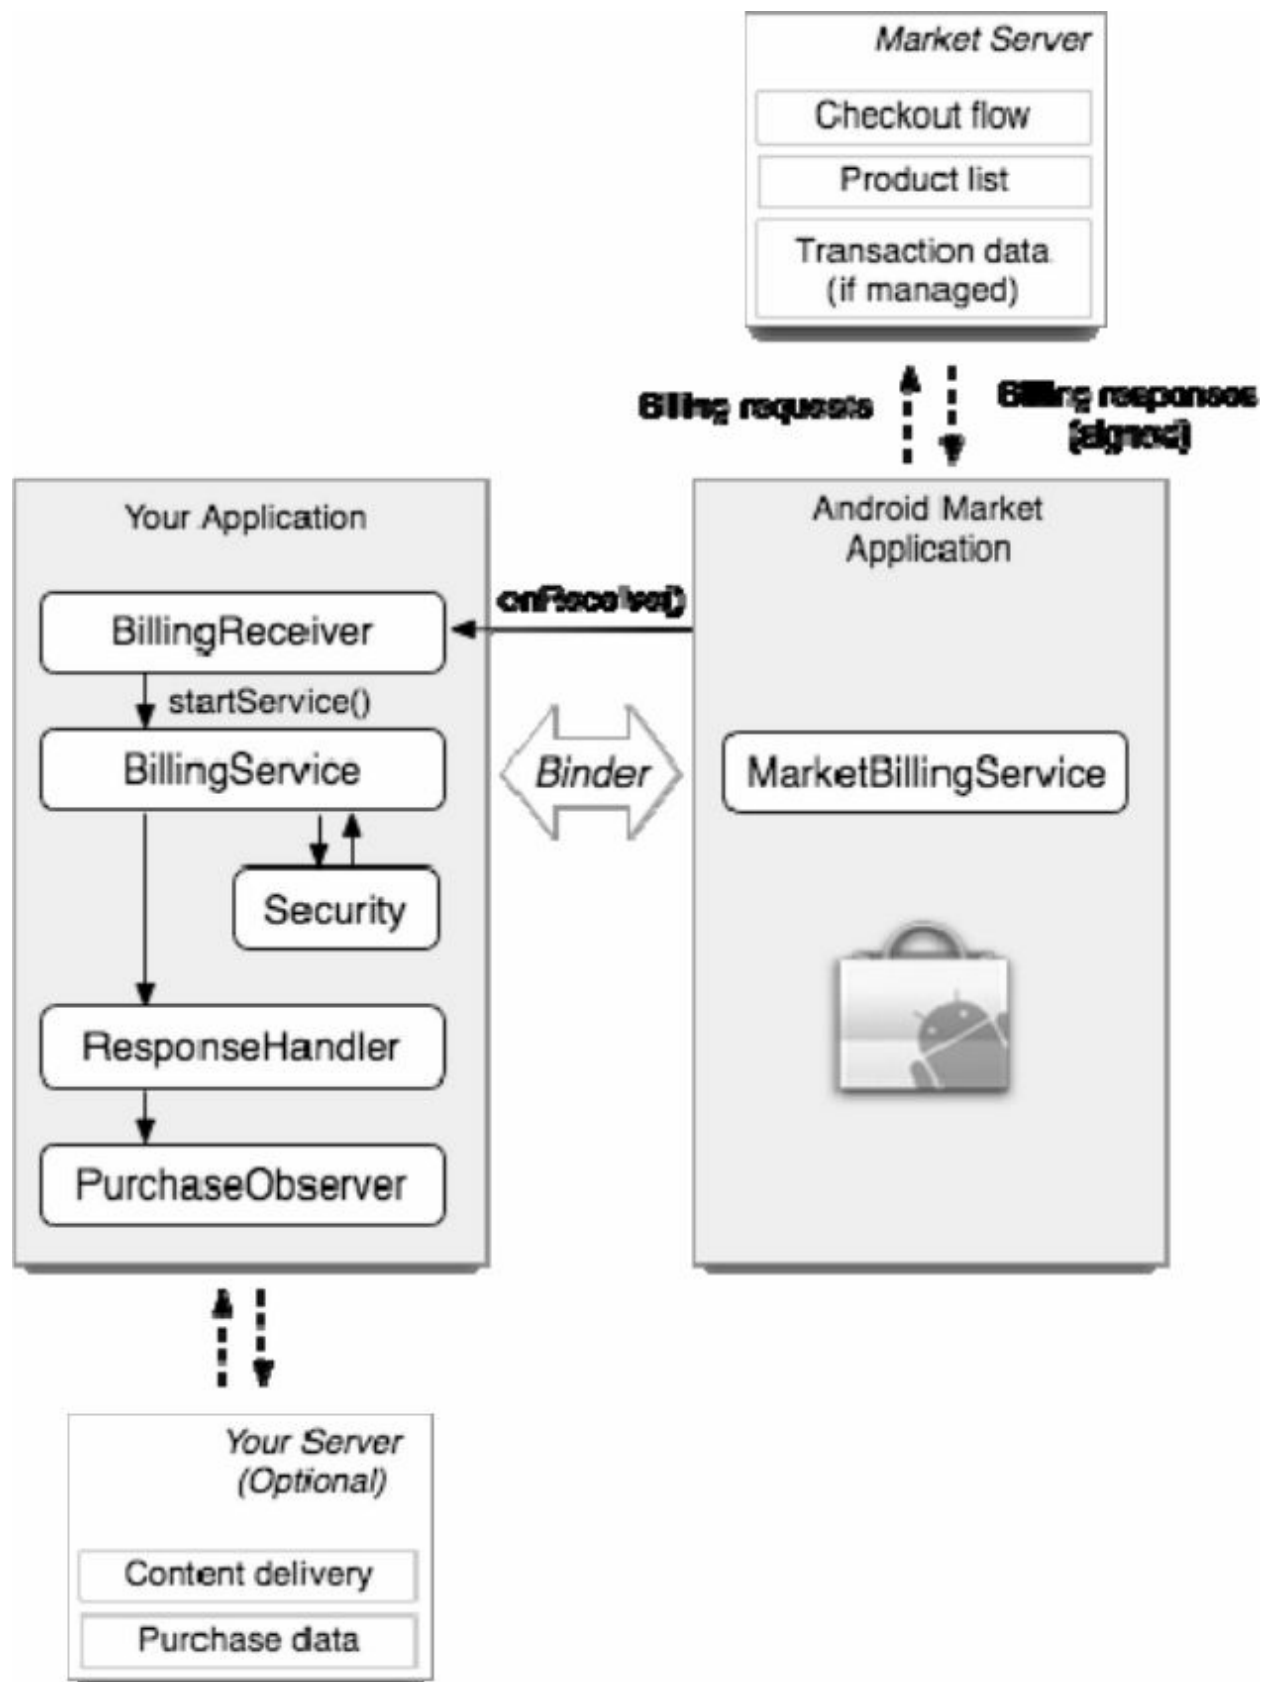 Market Server
Checkout flow
Product list
Transaction data
(if managed)
Billing requests
Billing responses
(signed)
Your Application
Android Market
Application
onReceive()
BillingReceiver
startService()
BillingService
Binder
MarketBillingService
Security
ResponseHandler
PurchaseObserver
Your Server
(Optional)
Content delivery
Purchase data